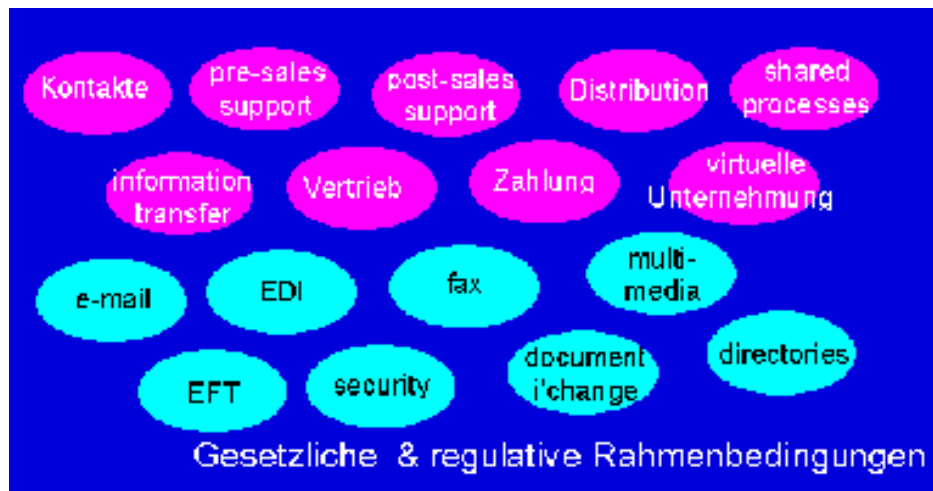 Kontakte
pre-sales
support
post-sales
support
Distribution
shared
processes
information
transfer
Vertrieb
Zahlung
virtuelle
Unternehmung
e-mail
EDI
fax
multi-
media
EFT
security
document
i'change
directories
Gesetzliche & regulative Rahmenbedingungen